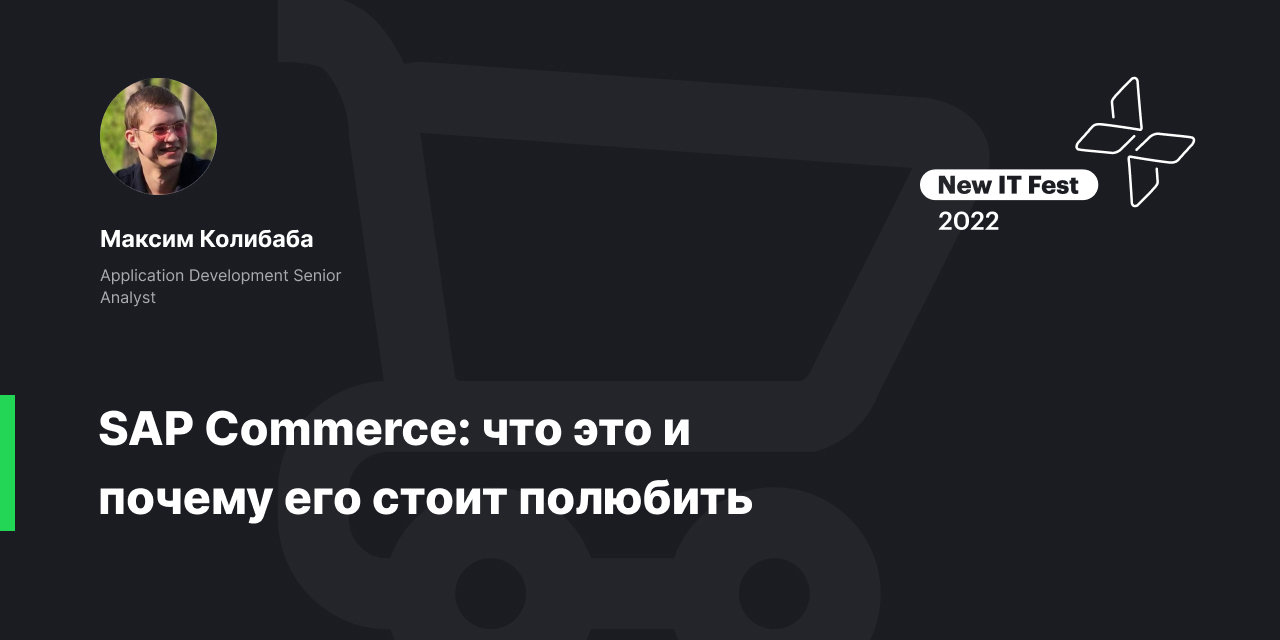 Максим Колибаба
Application Development Senior
Analyst
New IT Fest
2022
SAP Commerce: что это и
почему его стоит полюбить